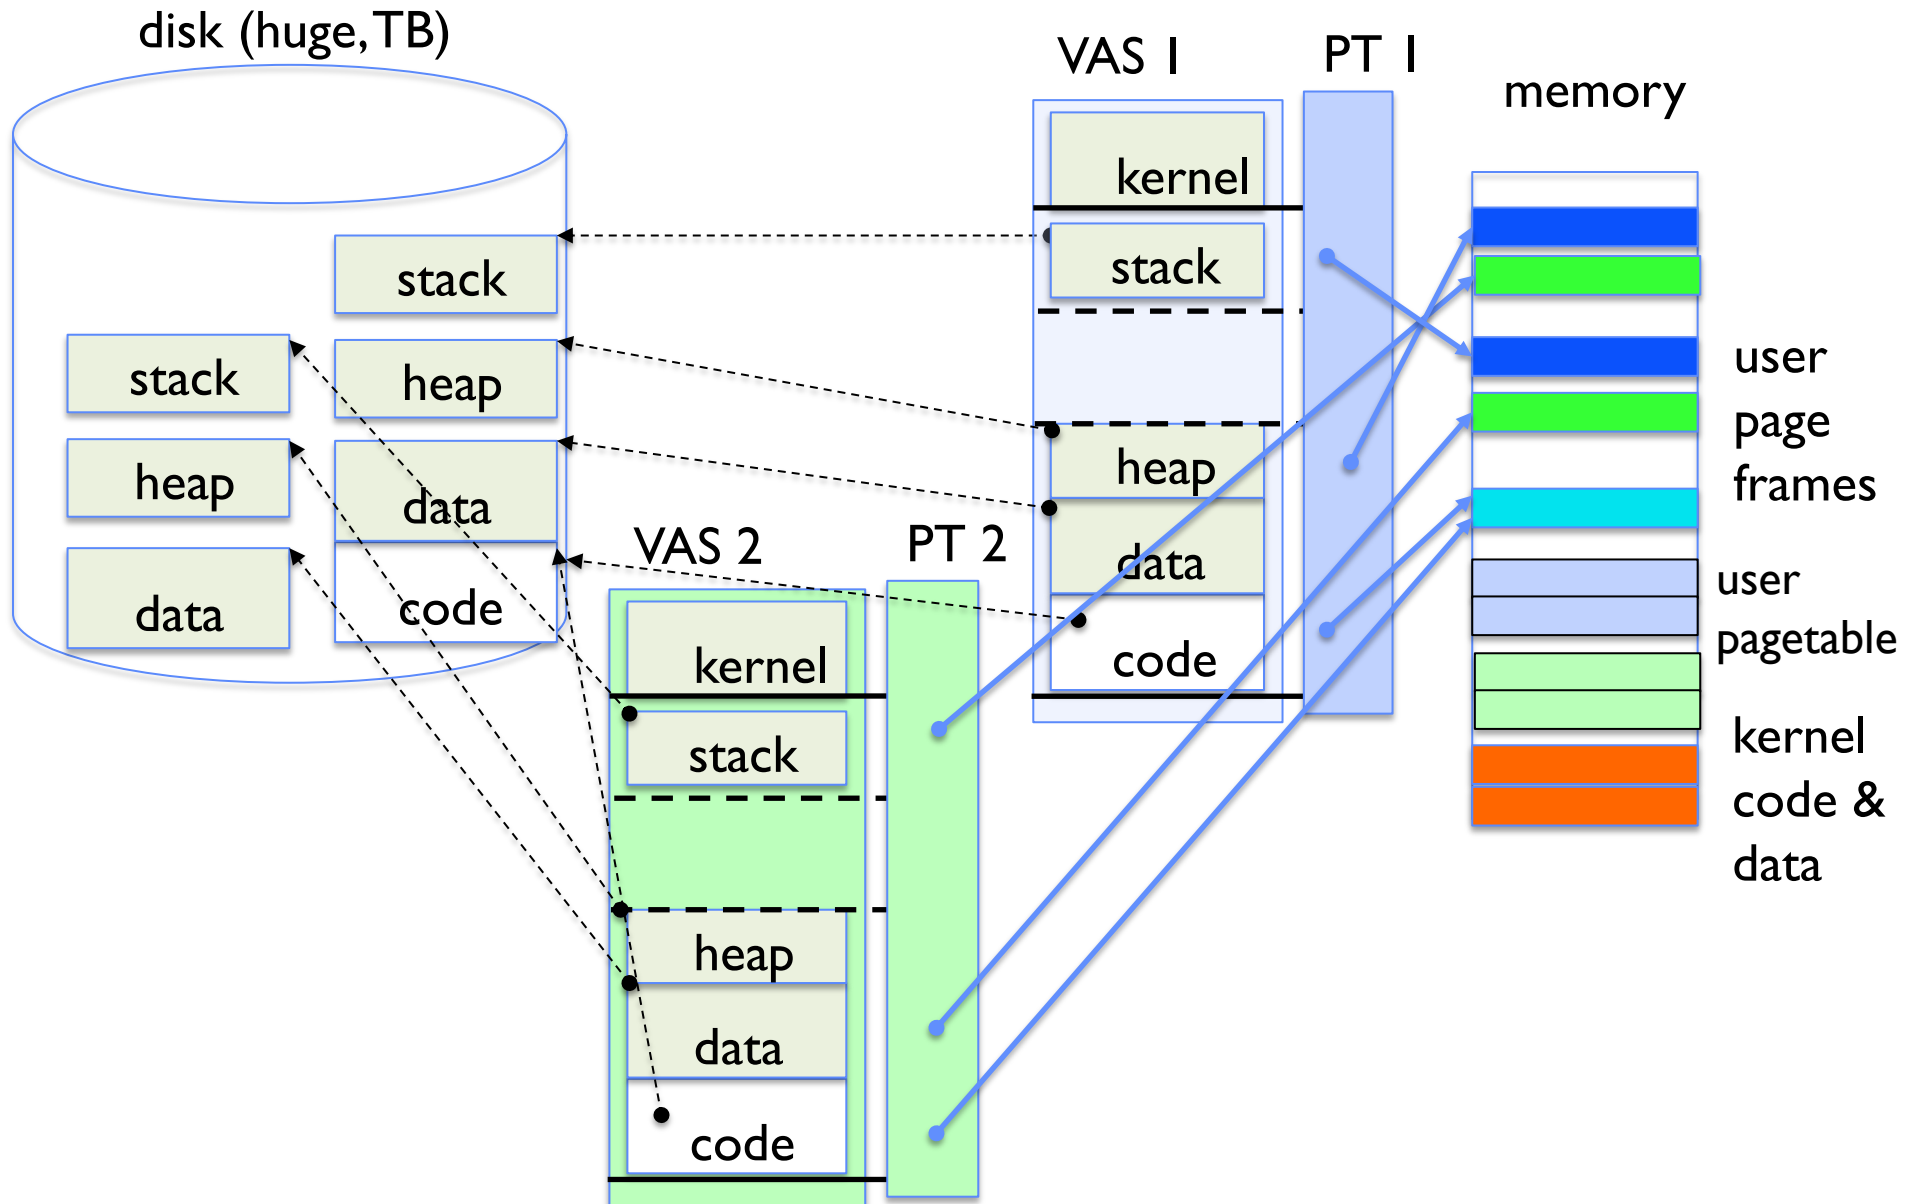 disk (huge, TB)
stack
heap
data
code
stack
heap
data
VAS 1
PT 1
kernel
stack
heap
data
code
VAS 2
PT 2
kernel
stack
heap
data
code
memory
user
page
frames
user
pagetable
kernel
code &
data